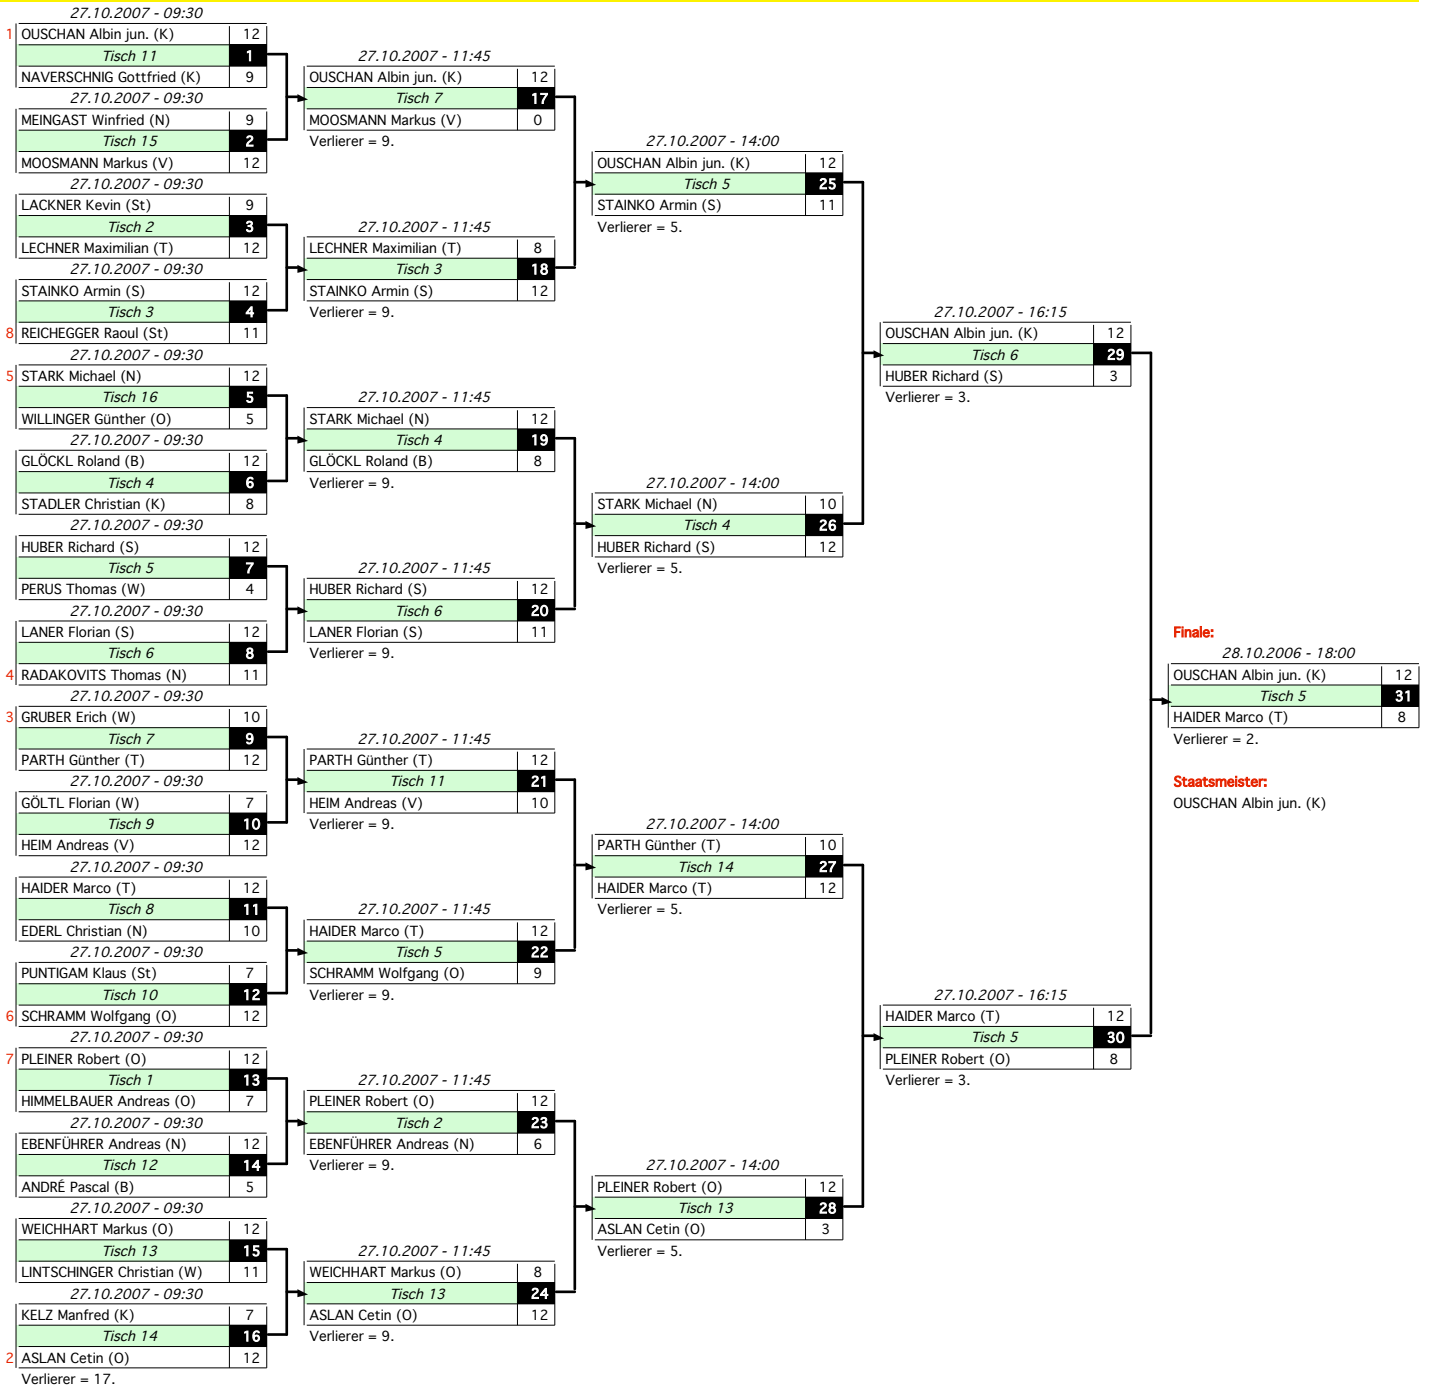 27.10.2007 - 09:30
1 OUSCHAN Albin jun. (K) 12
Tisch 11 1
NAVERSCHNIG Gottfried (K) 9
27.10.2007 - 09:30
MEINGAST Winfried (N) 9
Tisch 15 2
MOOSMANN Markus (V) 12
27.10.2007 - 09:30
LACKNER Kevin (St) 9
Tisch 2 3
LECHNER Maximilian (T) 12
27.10.2007 - 09:30
STAINKO Armin (S) 12
Tisch 3 4
8 REICHEGGER Raoul (St) 11
27.10.2007 - 09:30
5 STARK Michael (N) 12
Tisch 16 5
WILLINGER Günther (O) 5
27.10.2007 - 09:30
GLÖCKL Roland (B) 12
Tisch 4 6
STADLER Christian (K) 8
27.10.2007 - 09:30
HUBER Richard (S) 12
Tisch 5 7
PERUS Thomas (W) 4
27.10.2007 - 09:30
LANER Florian (S) 12
Tisch 6 8
4 RADAKOVITS Thomas (N) 11
27.10.2007 - 09:30
3 GRUBER Erich (W) 10
Tisch 7 9
PARTH Günther (T) 12
27.10.2007 - 09:30
GÖLTL Florian (W) 7
Tisch 9 10
HEIM Andreas (V) 12
27.10.2007 - 09:30
HAIDER Marco (T) 12
Tisch 8 11
EDERL Christian (N) 10
27.10.2007 - 09:30
PUNTIGAM Klaus (St) 7
Tisch 10 12
6 SCHRAMM Wolfgang (O) 12
27.10.2007 - 09:30
7 PLEINER Robert (O) 12
Tisch 1 13
HIMMELBAUER Andreas (O) 7
27.10.2007 - 09:30
EBENFÜHRER Andreas (N) 12
Tisch 12 14
ANDRÉ Pascal (B) 5
27.10.2007 - 09:30
WEICHHART Markus (O) 12
Tisch 13 15
LINTSCHINGER Christian (W) 11
27.10.2007 - 09:30
KELZ Manfred (K) 7
Tisch 14 16
2 ASLAN Cetin (O) 12
Verlierer = 17.
27.10.2007 - 11:45
OUSCHAN Albin jun. (K) 12
Tisch 7 17
MOOSMANN Markus (V) 0
Verlierer = 9.
27.10.2007 - 11:45
LECHNER Maximilian (T) 8
Tisch 3 18
STAINKO Armin (S) 12
Verlierer = 9.
27.10.2007 - 11:45
STARK Michael (N) 12
Tisch 4 19
GLÖCKL Roland (B) 8
Verlierer = 9.
27.10.2007 - 11:45
HUBER Richard (S) 12
Tisch 6 20
LANER Florian (S) 11
Verlierer = 9.
27.10.2007 - 11:45
PARTH Günther (T) 12
Tisch 11 21
HEIM Andreas (V) 10
Verlierer = 9.
27.10.2007 - 11:45
HAIDER Marco (T) 12
Tisch 5 22
SCHRAMM Wolfgang (O) 9
Verlierer = 9.
27.10.2007 - 11:45
PLEINER Robert (O) 12
Tisch 2 23
EBENFÜHRER Andreas (N) 6
Verlierer = 9.
27.10.2007 - 11:45
WEICHHART Markus (O) 8
Tisch 13 24
ASLAN Cetin (O) 12
Verlierer = 9.
27.10.2007 - 14:00
OUSCHAN Albin jun. (K) 12
Tisch 5 25
STAINKO Armin (S) 11
Verlierer = 5.
27.10.2007 - 14:00
STARK Michael (N) 10
Tisch 4 26
HUBER Richard (S) 12
Verlierer = 5.
27.10.2007 - 14:00
PARTH Günther (T) 10
Tisch 14 27
HAIDER Marco (T) 12
Verlierer = 5.
27.10.2007 - 14:00
PLEINER Robert (O) 12
Tisch 13 28
ASLAN Cetin (O) 3
Verlierer = 5.
27.10.2007 - 16:15
OUSCHAN Albin jun. (K) 12
Tisch 6 29
HUBER Richard (S) 3
Verlierer = 3.
27.10.2007 - 16:15
HAIDER Marco (T) 12
Tisch 5 30
PLEINER Robert (O) 8
Verlierer = 3.
Finale:
28.10.2006 - 18:00
OUSCHAN Albin jun. (K) 12
Tisch 5 31
HAIDER Marco (T) 8
Verlierer = 2.
Staatsmeister:
OUSCHAN Albin jun. (K)